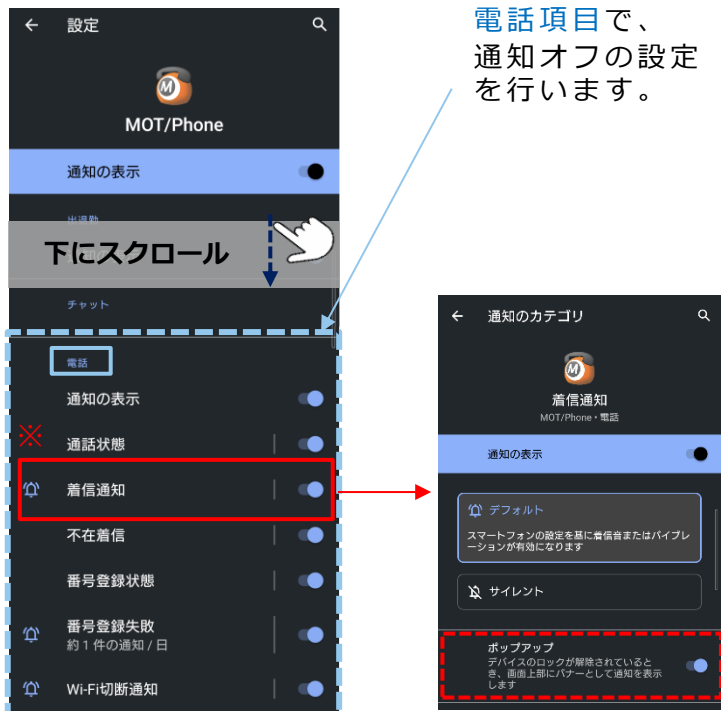 電話項目で、
通知オフの設定
を行います。
設定
MOT/Phone
通知の表示
出退勤
下にスクロール
チャット
電話
通知の表示
※
通話状態
着信通知
不在着信
番号登録状態
番号登録失敗
約 1 件の通知 / 日
Wi-Fi切断通知
通知のカテゴリ
着信通知
MOT/Phone • 電話
通知の表示
デフォルト
スマートフォンの設定を基に着信音またはバイブレ
ーションが有効になります
サイレント
ポップアップ
デバイスのロックが解除されていると
き、画面上部にバナーとして通知を表示
します